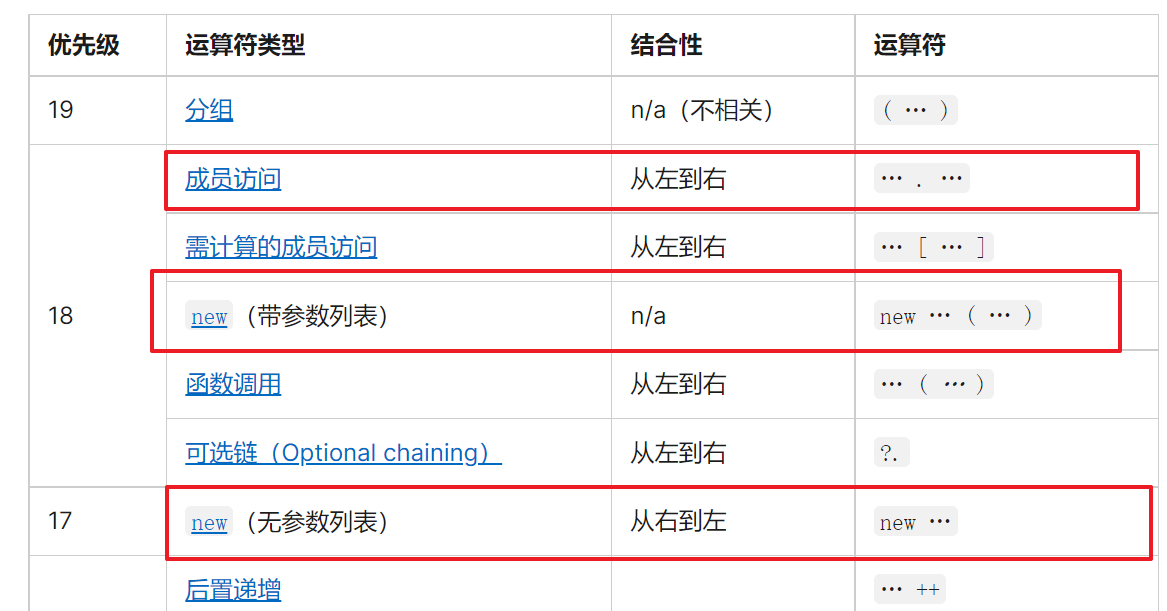 优先级 运算符类型 结合性 运算符
19 分组 n/a（不相关） ( … )
成员访问 从左到右 … . …
需计算的成员访问 从左到右 … [ … ]
18 new（带参数列表） n/a new … ( … )
函数调用 从左到右 … ( … )
可选链（Optional chaining） 从左到右 ?.
17 new（无参数列表） 从右到左 new …
后置递增 … ++